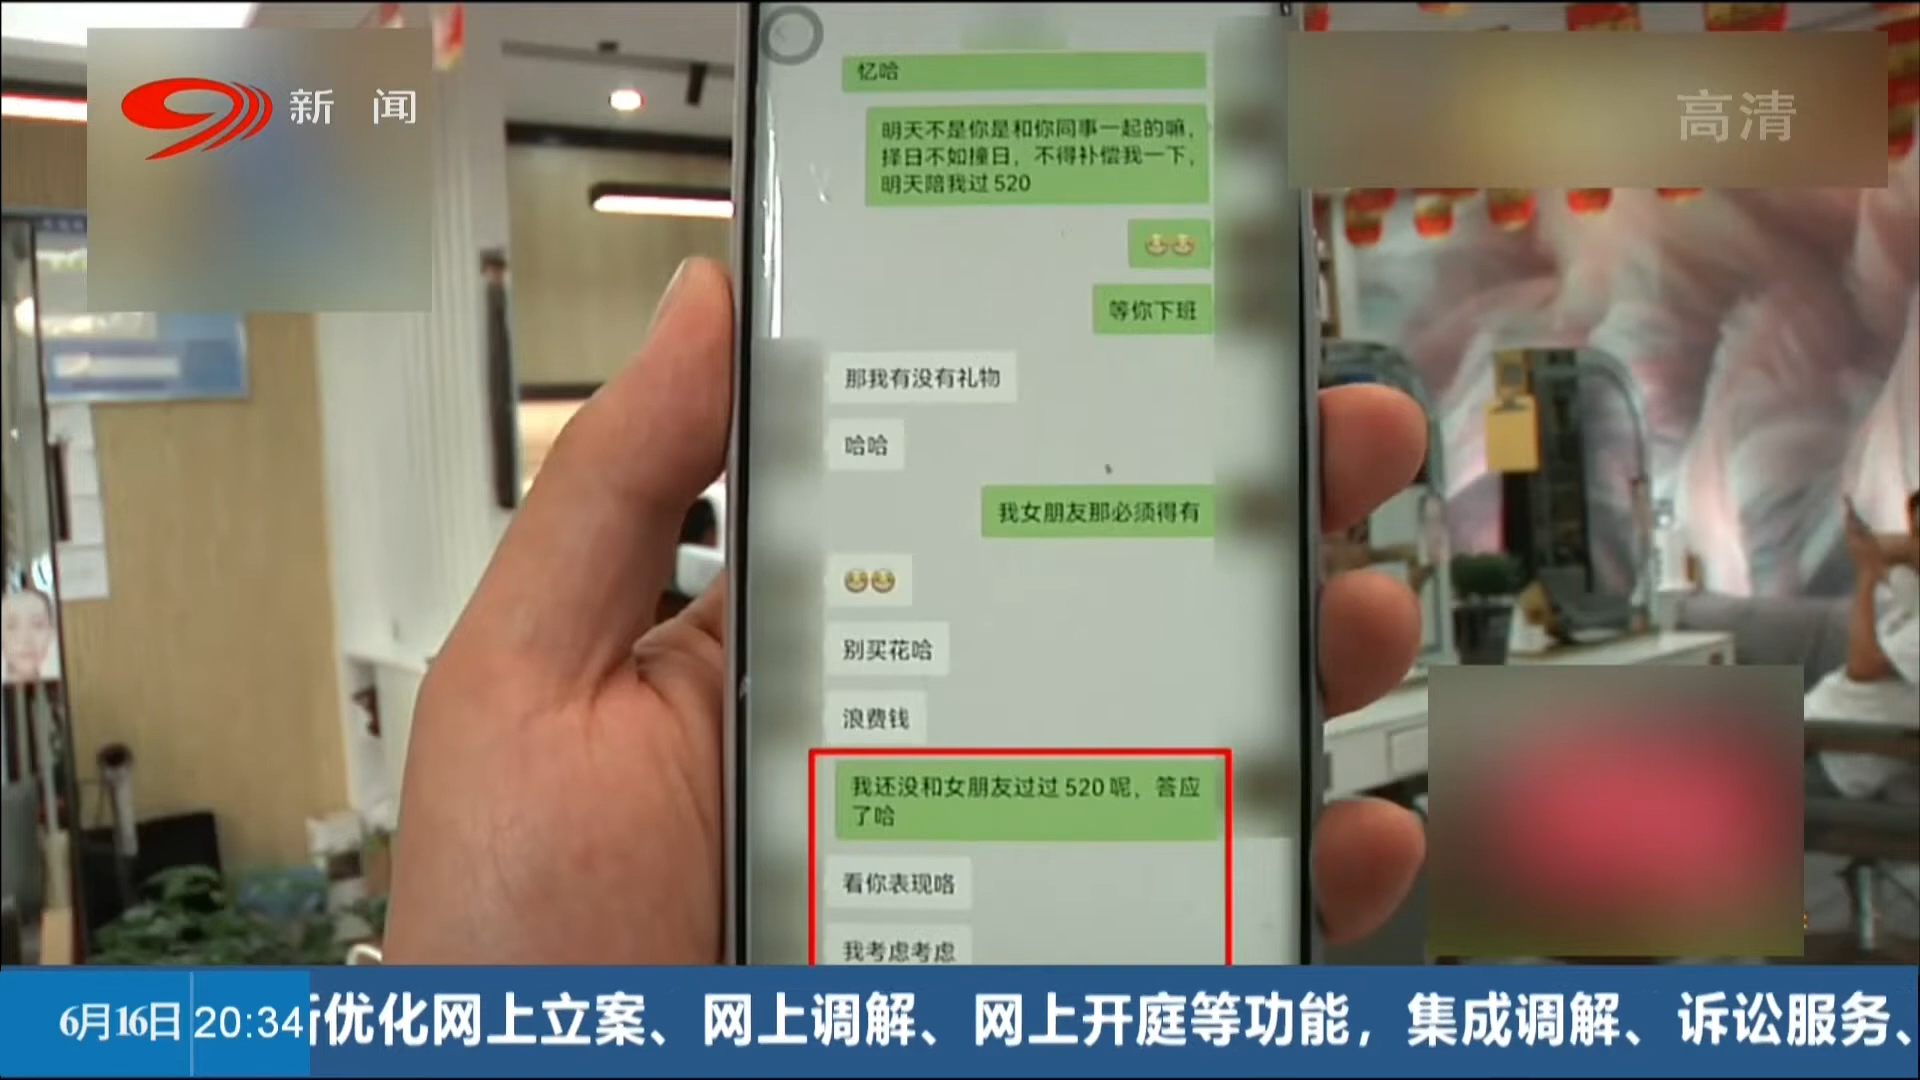 新闻
高清
忆哈
明天不是你是和你同事一起的嘛，
择日不如撞日，不得补偿我一下，
明天陪我过520
等你下班
那我有没有礼物
哈哈
我女朋友那必须得有
别买花哈
浪费钱
我还没和女朋友过过520呢，答应
了哈
看你表现咯
我考虑考虑
6月16日 20:34
优化网上立案、网上调解、网上开庭等功能，集成调解、诉讼服务、